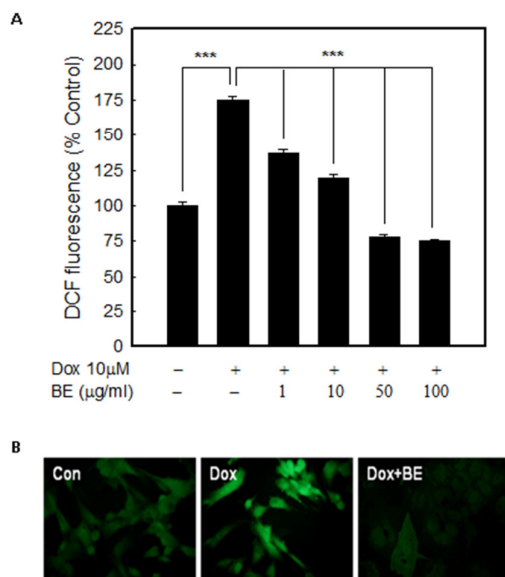 A
*** ***
DCF fluorescence (% Control)
225
200
175
150
125
100
75
50
25
0
Dox 10μM – + + + + +
BE (μg/ml) – – 1 10 50 100
B
Con Dox Dox+BE